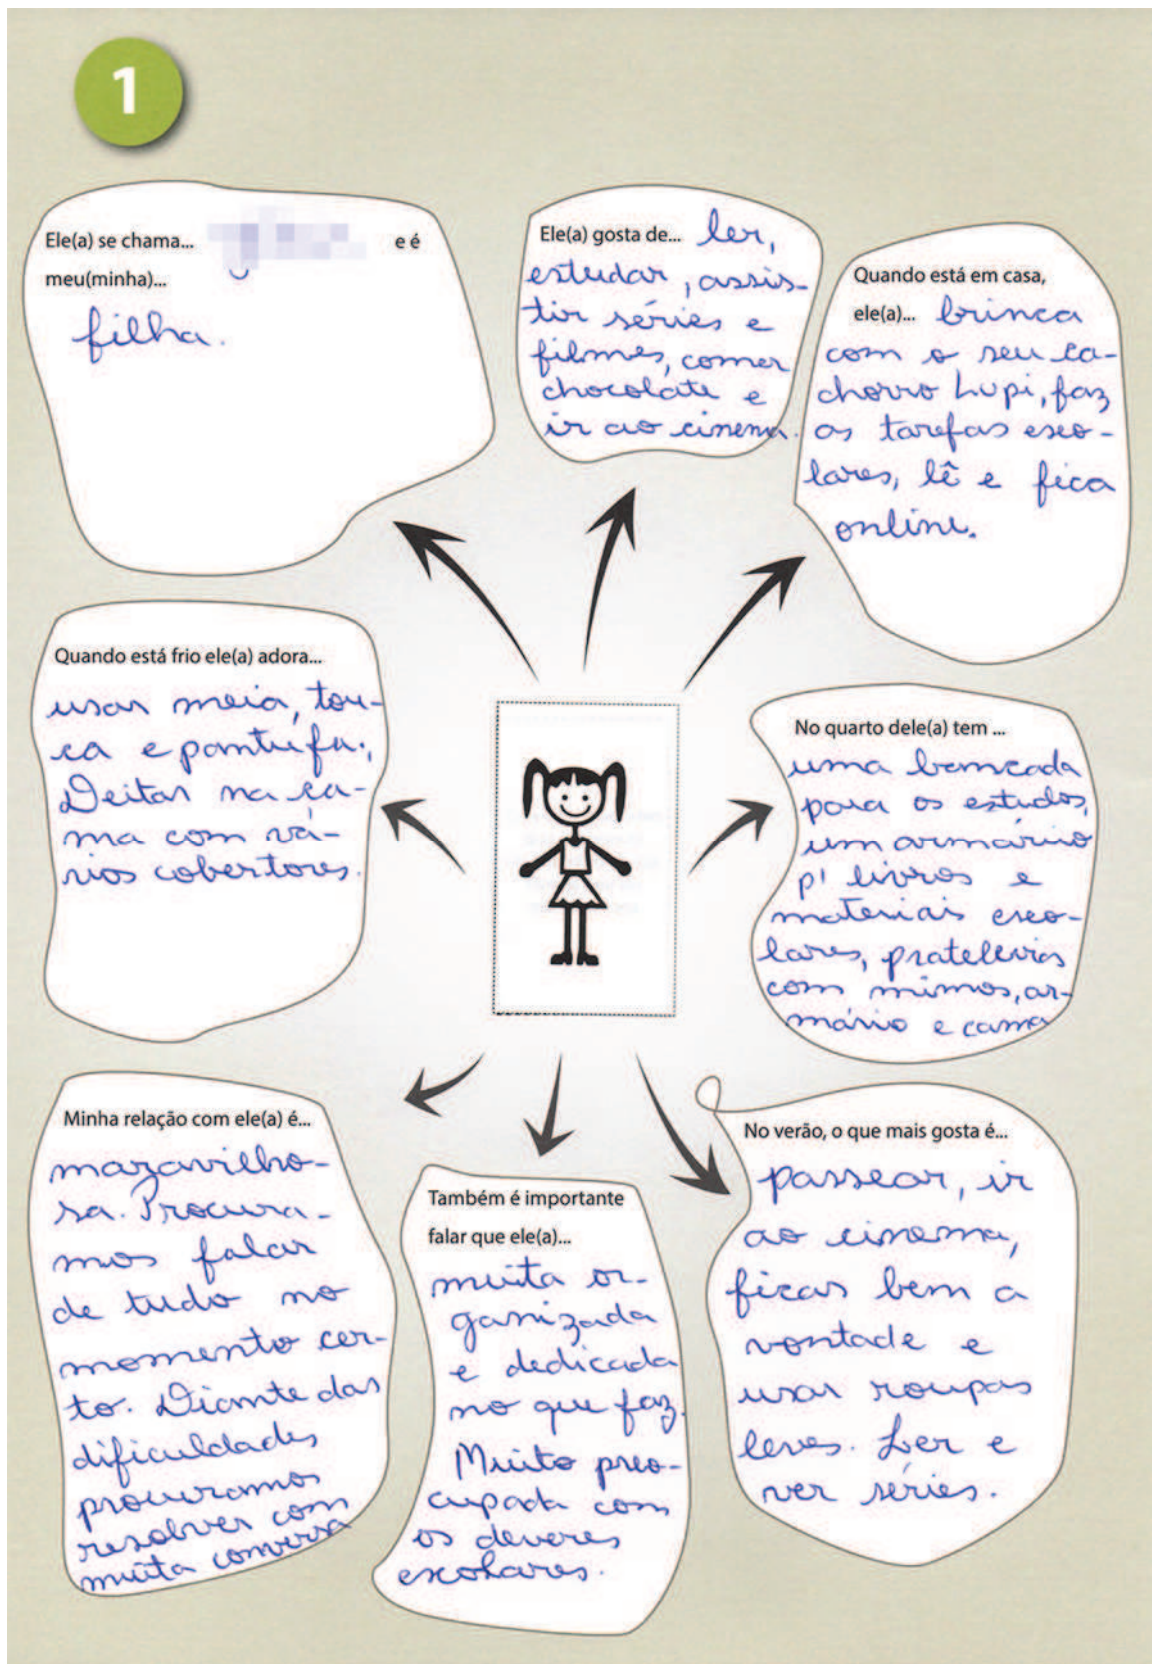 1
Ele(a) se chama... e é
meu(minha)...
filha.
Ele(a) gosta de... ler,
estudar, assis-
tir séries e
filmes, comer
chocolate e
ir ao cinema.
Quando está em casa,
ele(a)... brinca
com o seu ca-
chorro Lupi, faz
as tarefas esco-
lares, lê e fica
online.
Quando está frio ele(a) adora...
usar meia, tou-
ca e pantufa.,
Deitar na ca-
ma com vá-
rios cobertores.
No quarto dele(a) tem ...
uma bancada
para os estudos,
um armário
p/ livros e
materiais esco-
lares, prateleiras
com mimos, ar-
mário e cama
Minha relação com ele(a) é...
maravilho-
sa. Procura-
mos falar
de tudo no
momento cer-
to. Diante das
dificuldades
procuramos
resolver com
muita conversa
Também é importante
falar que ele(a)...
muita or-
ganizada
e dedicada
no que faz.
Muito preo-
cupada com
os deveres
escolares.
No verão, o que mais gosta é...
passear, ir
ao cinema,
ficar bem a
vontade e
usar roupas
leves. Ler e
ver séries.